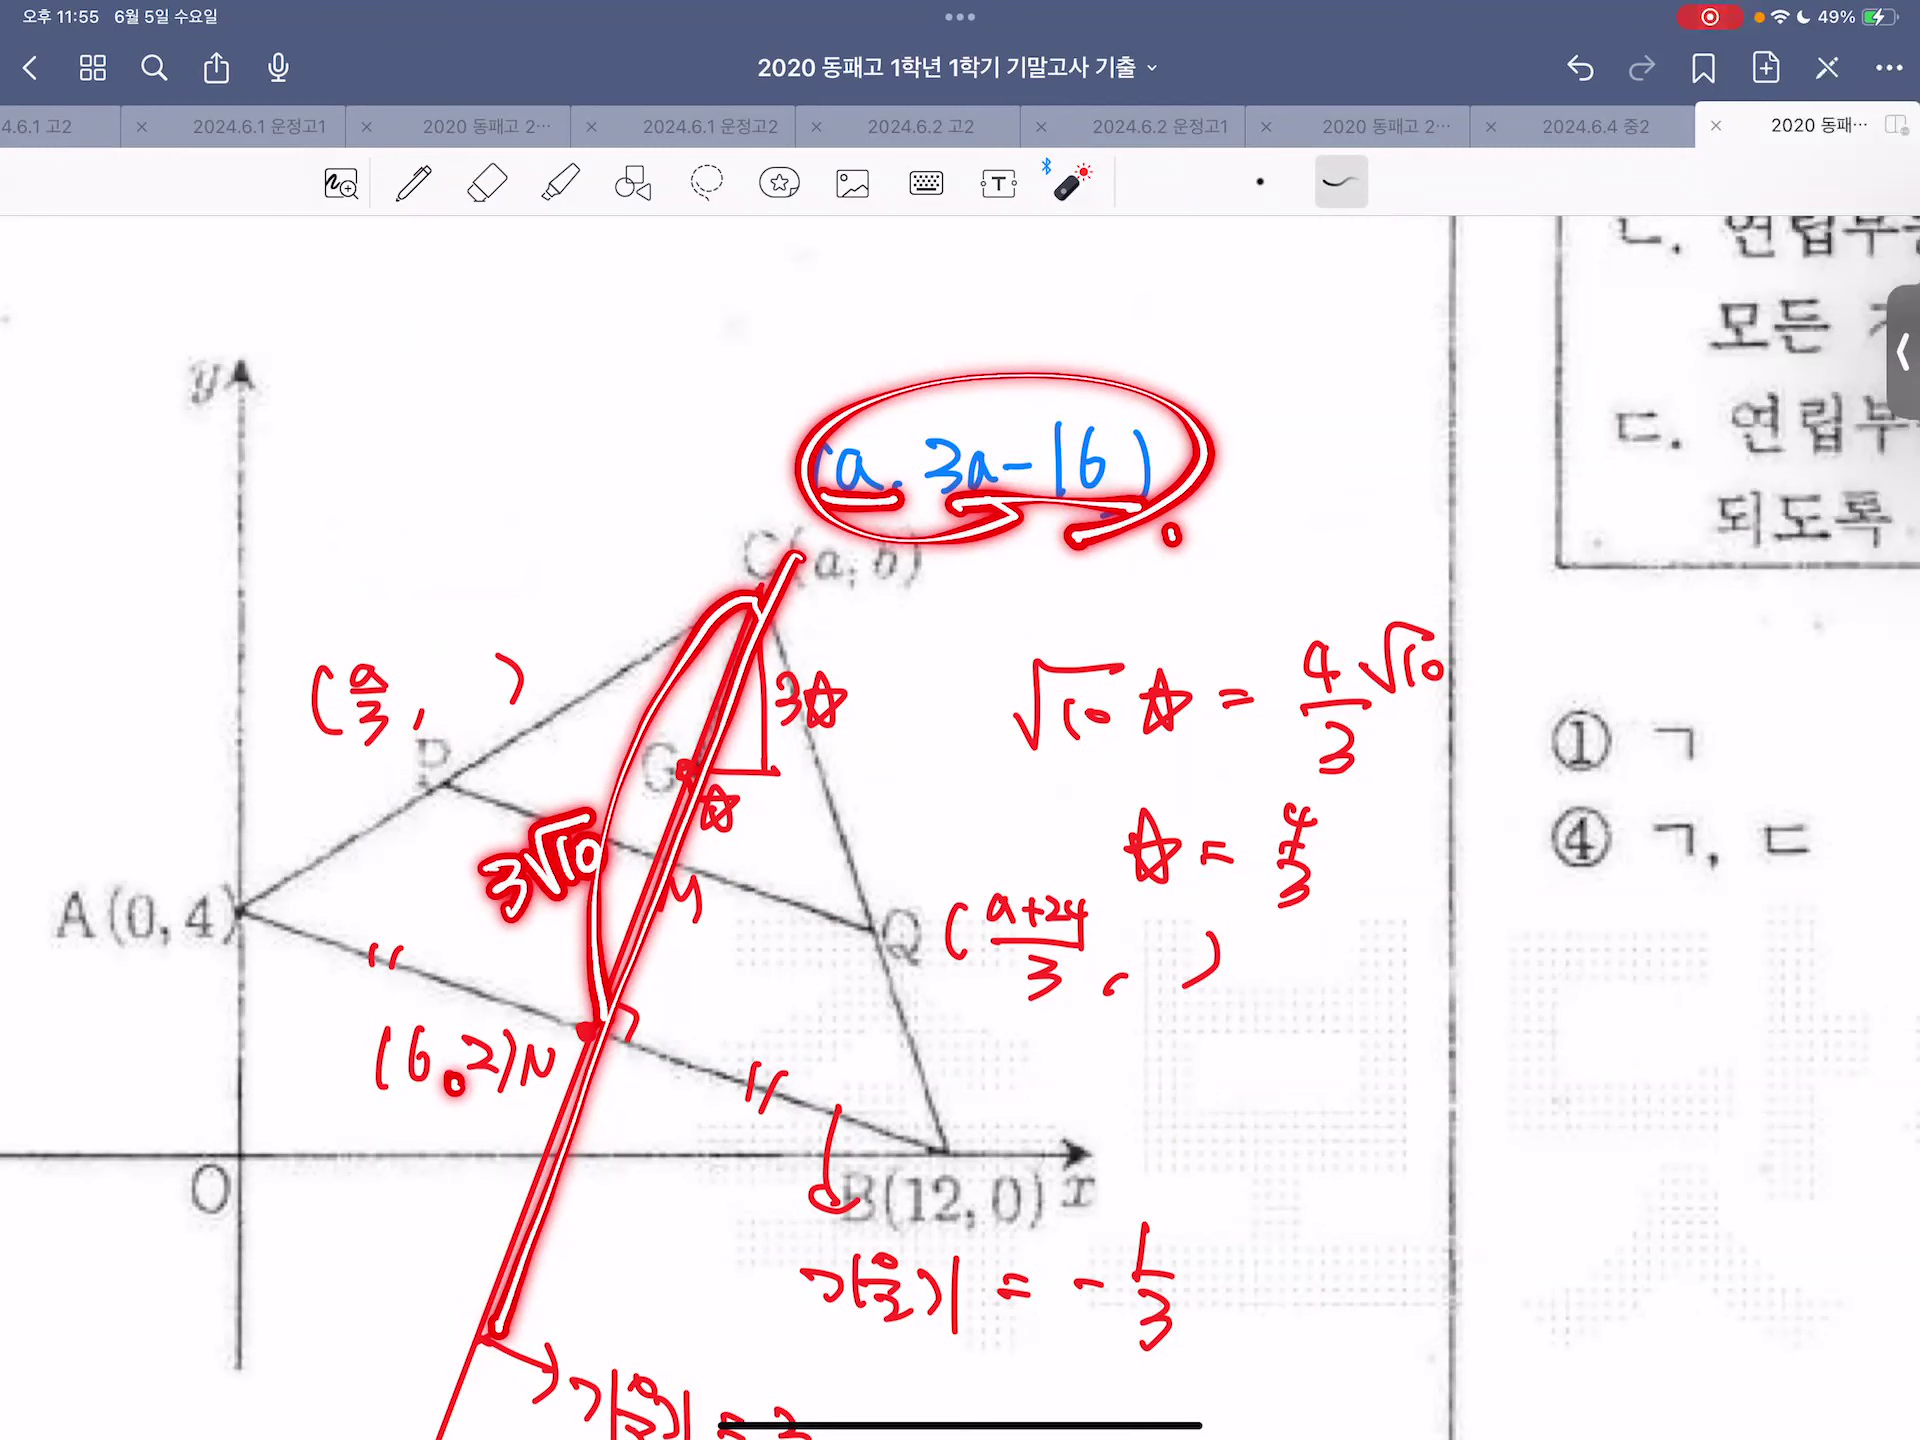 오후 11:55 6월 5일 수요일
49%
2020 동패고 1학년 1학기 기말고사 기출
4.6.1 고2
2024.6.1 운정고1
2020 동패고 2…
2024.6.1 운정고2
2024.6.2 고2
2024.6.2 운정고1
2020 동패고 2…
2024.6.4 중2
2020 동패…
ㄴ. 연립부
모든
ㄷ. 연립부
되도록
① ㄱ
④ ㄱ, ㄷ
y
(a, 3a-16)
C(a, b)
(a/3, )
P
G
3☆
☆
√10 ☆ = 4/3 √10
☆ = 4/3
3√10
M
A(0, 4)
Q
(a+24/3, )
(6, 2) N
O
B(12, 0)
x
기울기 = -1/3
기울기 = 3